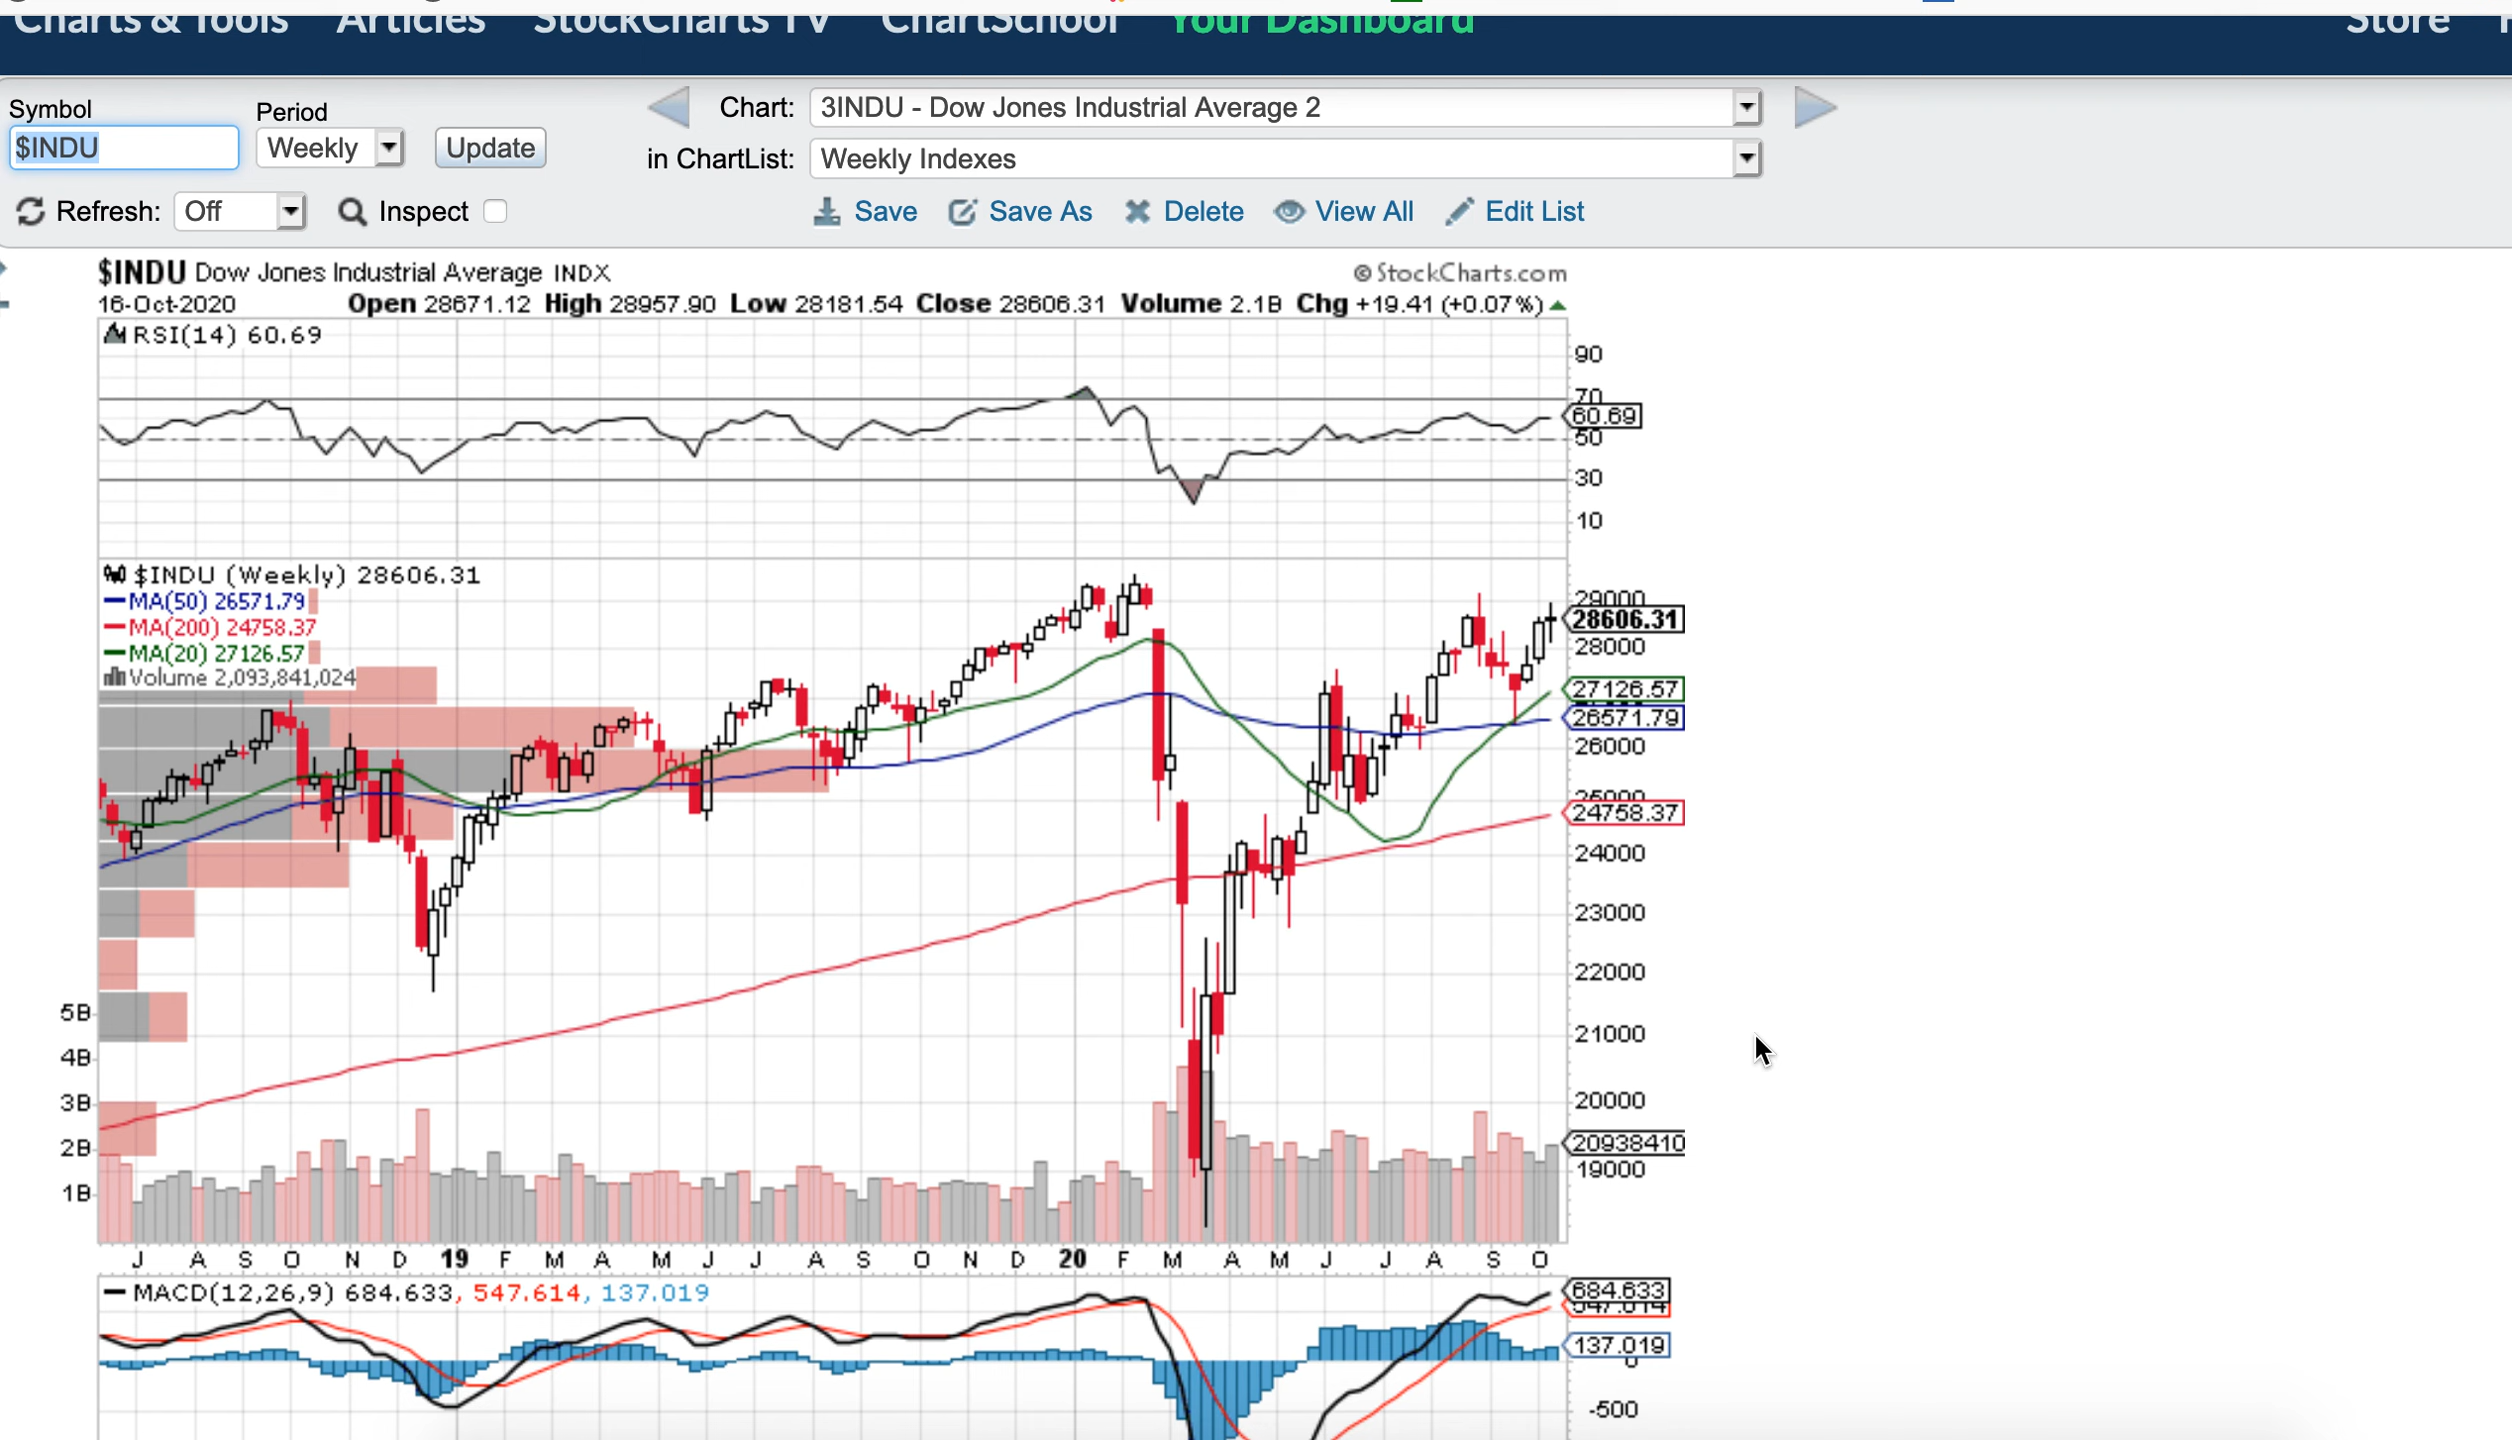 Charts & Tools Articles StockCharts TV ChartSchool Your Dashboard Store
Symbol Period Chart: 3INDU - Dow Jones Industrial Average 2
$INDU Weekly Update in ChartList: Weekly Indexes
Refresh: Off Inspect Save Save As Delete View All Edit List
$INDU Dow Jones Industrial Average INDX © StockCharts.com
16-Oct-2020 Open 28671.12 High 28957.90 Low 28181.54 Close 28606.31 Volume 2.1B Chg +19.41 (+0.07%)
RSI(14) 60.69
90
70
60.69
50
30
10
$INDU (Weekly) 28606.31
MA(50) 26571.79
MA(200) 24758.37
MA(20) 27126.57
Volume 2,093,841,024
29000
28606.31
28000
27126.57
26571.79
26000
25000
24758.37
24000
23000
22000
21000
20000
20938410
19000
5B
4B
3B
2B
1B
J A S O N D 19 F M A M J J A S O N D 20 F M A M J J A S O
MACD(12,26,9) 684.633, 547.614, 137.019
684.633
547.614
137.019
0
-500